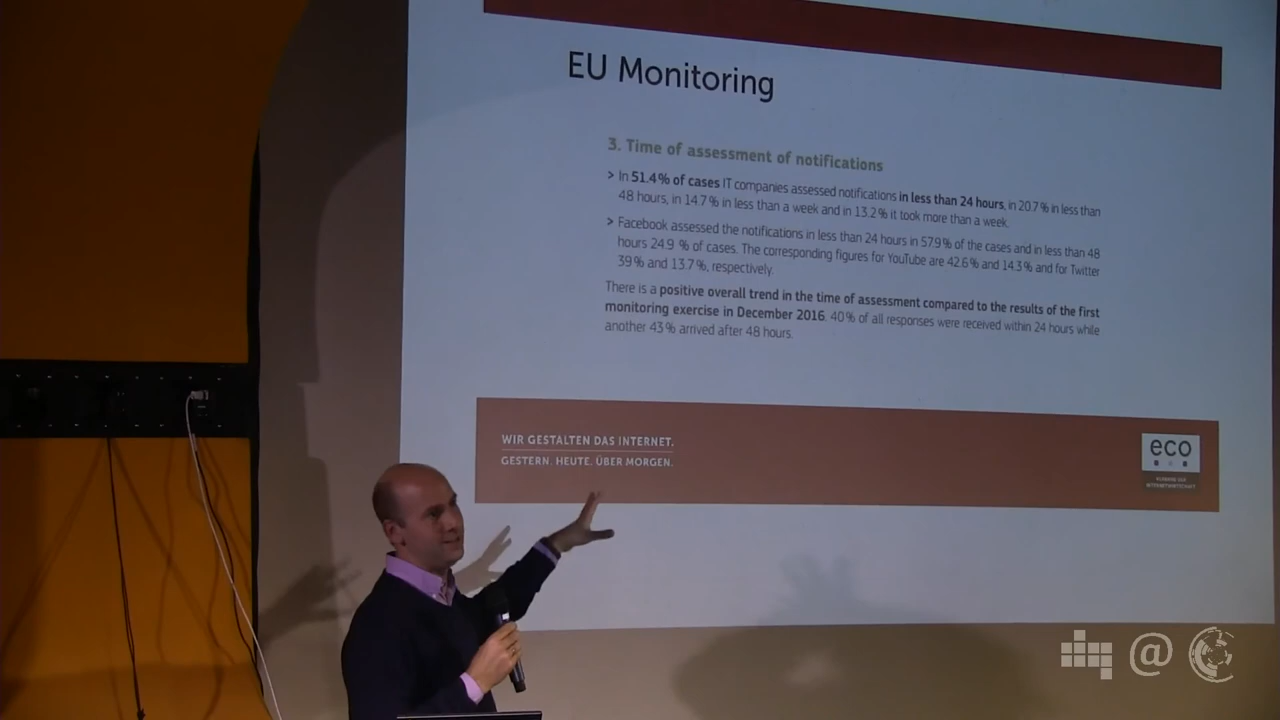 EU Monitoring
3. Time of assessment of notifications
> In 51.4% of cases IT companies assessed notifications in less than 24 hours, in 20.7% in less than
48 hours, in 14.7% in less than a week and in 13.2% it took more than a week.
> Facebook assessed the notifications in less than 24 hours in 57.9% of the cases and in less than 48
hours 24.9 % of cases. The corresponding figures for YouTube are 42.6% and 14.3% and for Twitter
39% and 13.7%, respectively.
There is a positive overall trend in the time of assessment compared to the results of the first
monitoring exercise in December 2016. 40% of all responses were received within 24 hours while
another 43% arrived after 48 hours.
WIR GESTALTEN DAS INTERNET.
GESTERN. HEUTE. ÜBER MORGEN.
eco
VERBAND DER
INTERNETWIRTSCHAFT
@